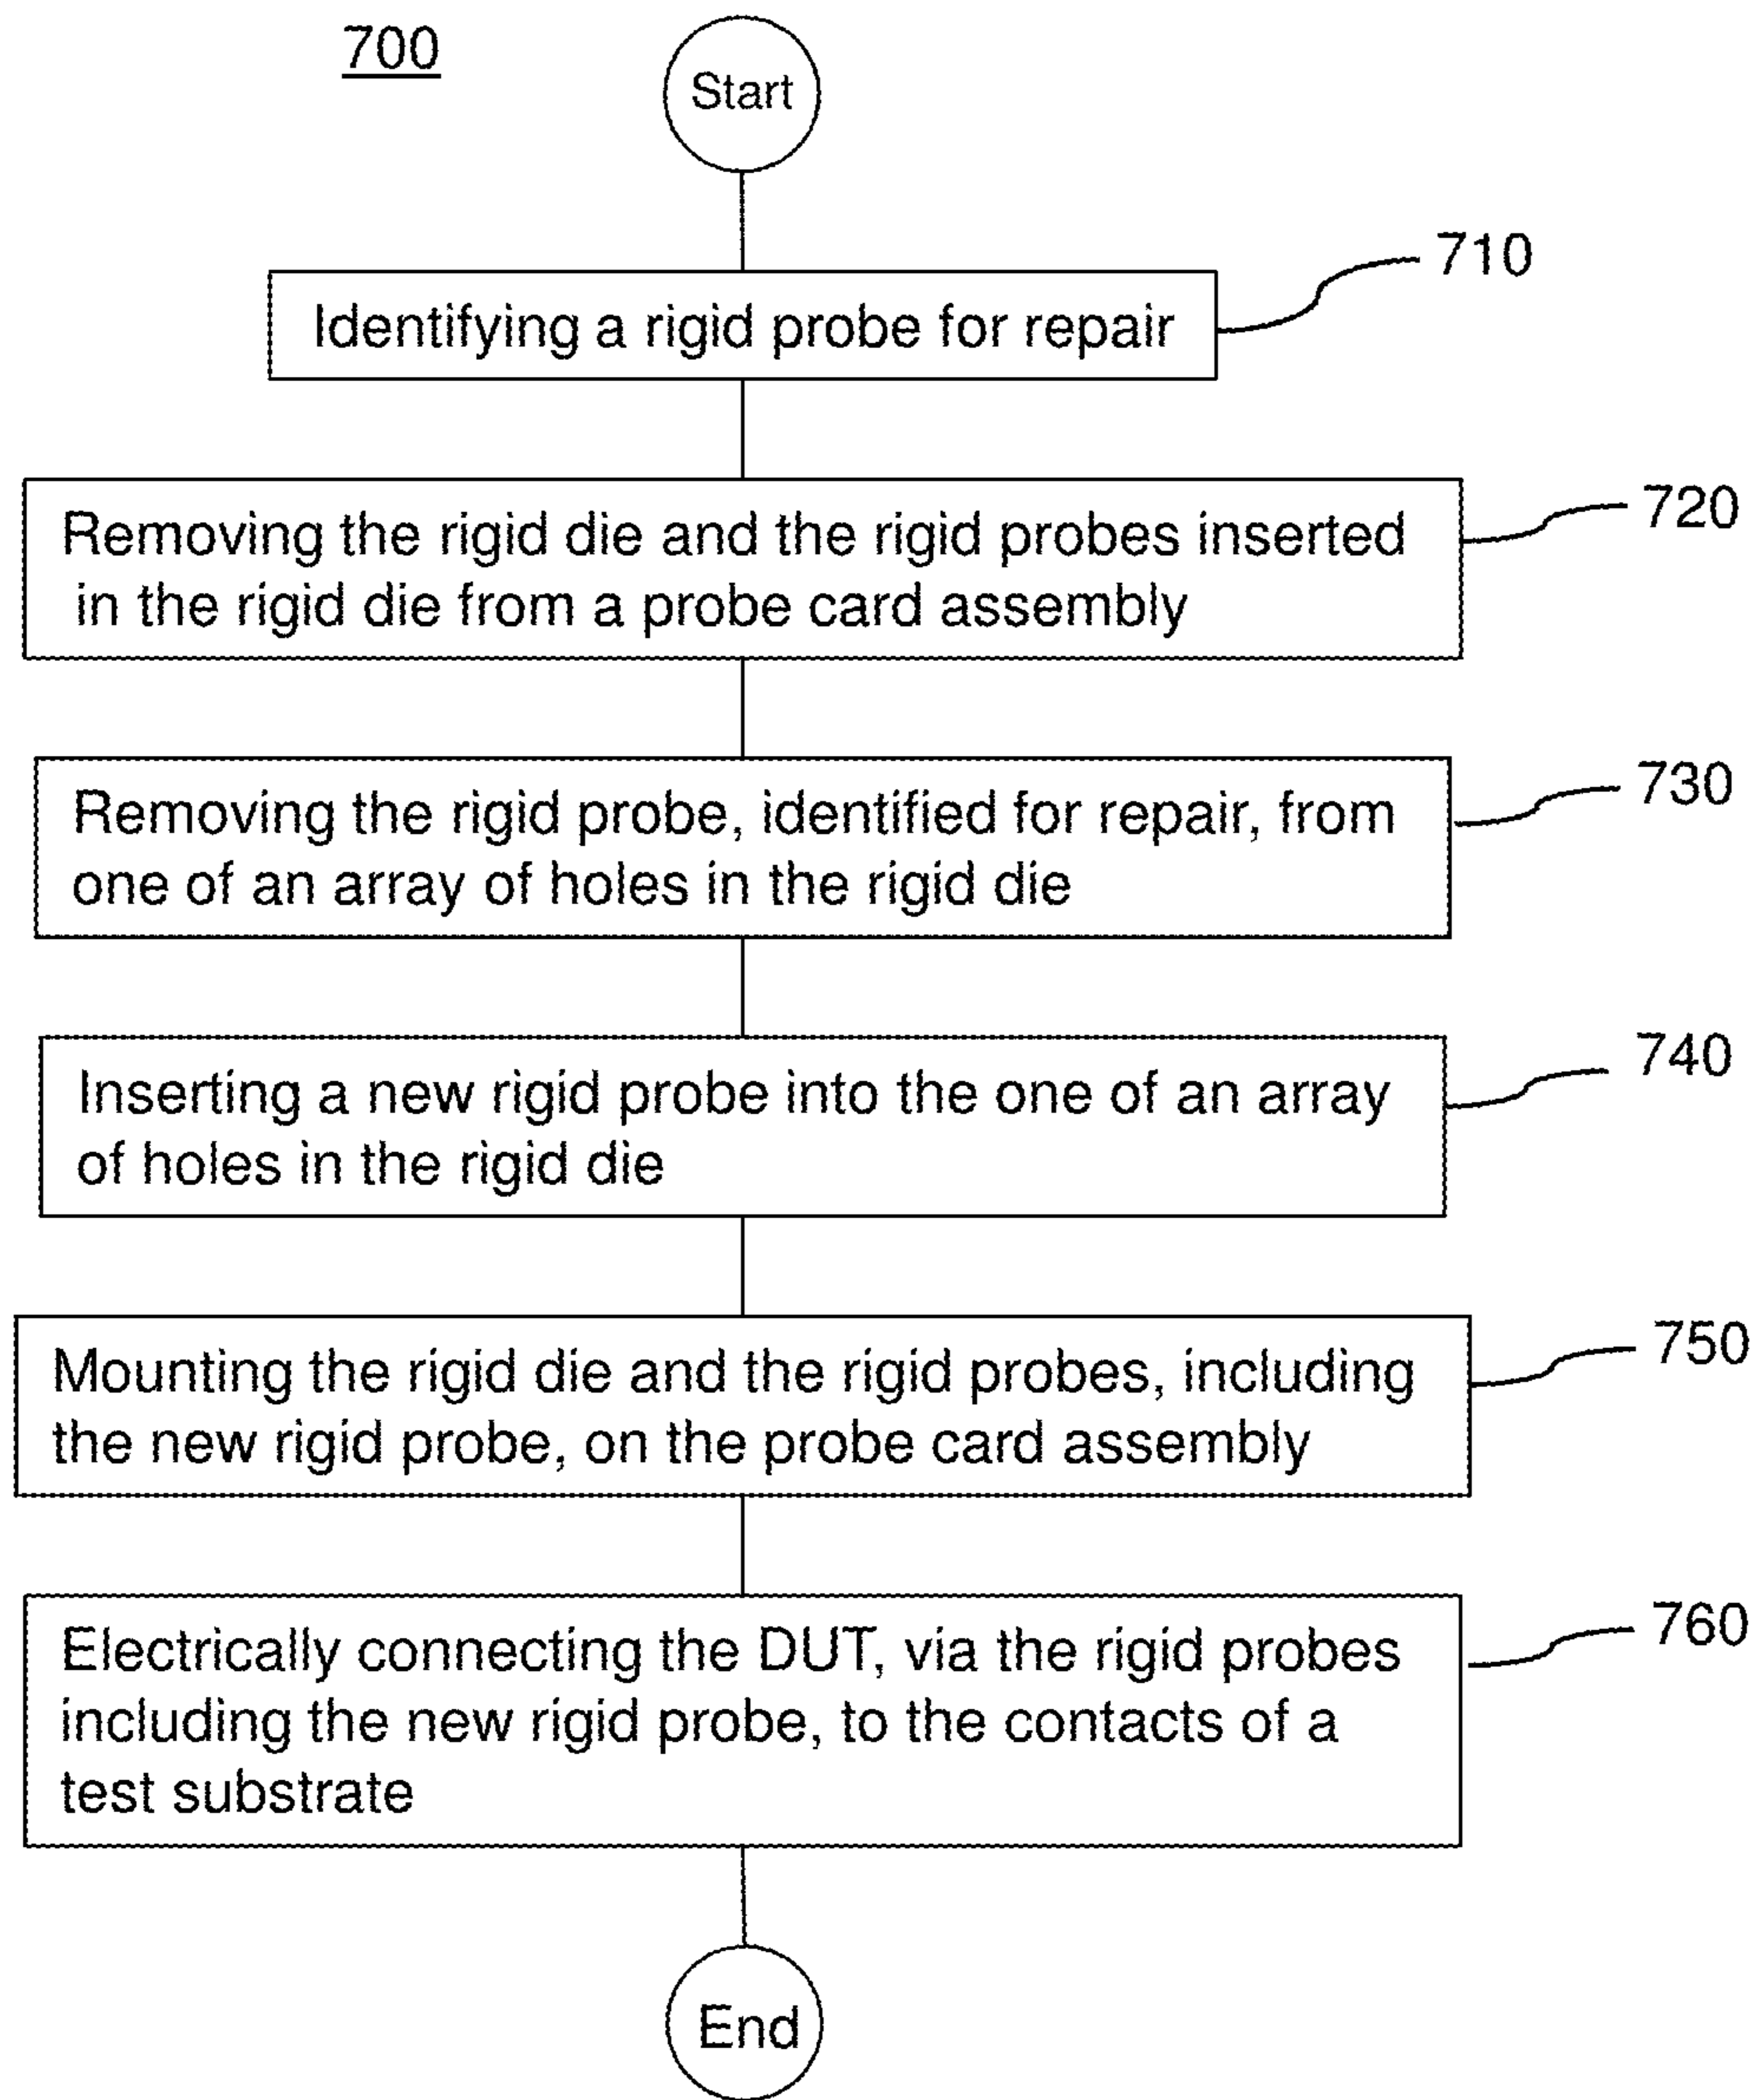 700
Start
710
Identifying a rigid probe for repair
720
Removing the rigid die and the rigid probes inserted
in the rigid die from a probe card assembly
730
Removing the rigid probe, identified for repair, from
one of an array of holes in the rigid die
740
Inserting a new rigid probe into the one of an array
of holes in the rigid die
750
Mounting the rigid die and the rigid probes, including
the new rigid probe, on the probe card assembly
760
Electrically connecting the DUT, via the rigid probes
including the new rigid probe, to the contacts of a
test substrate
End